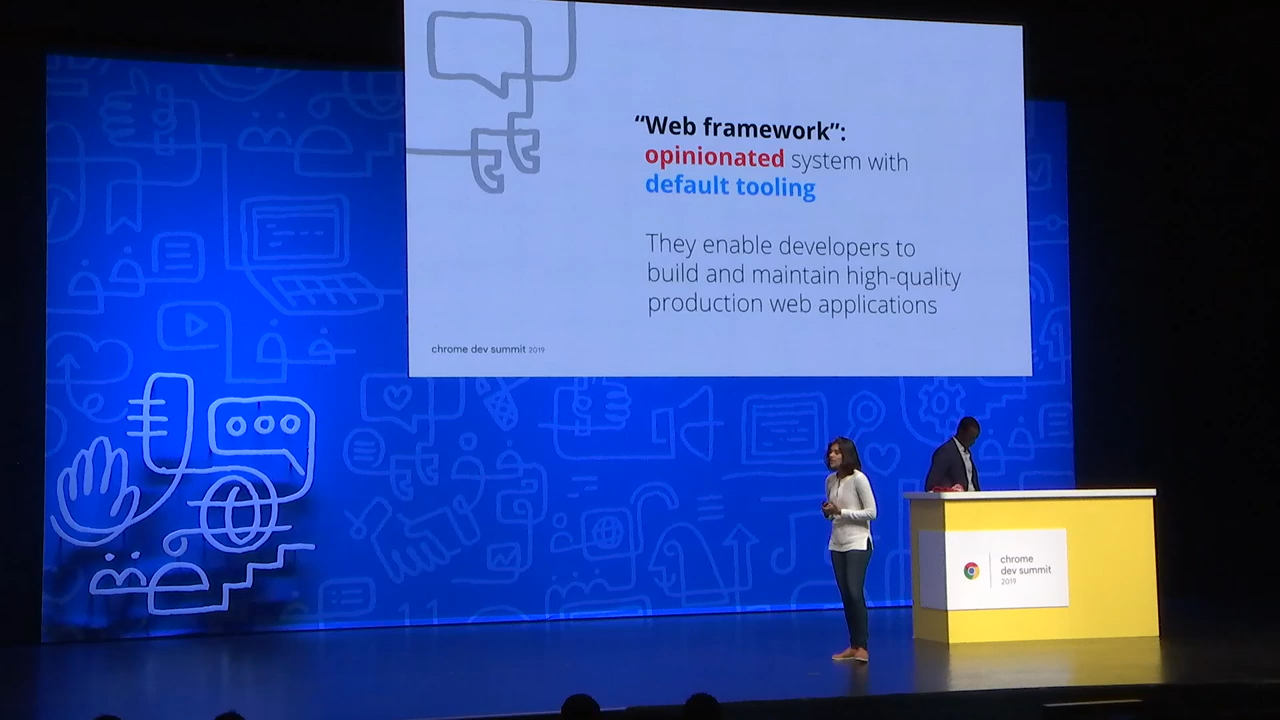 “Web framework”:
opinionated system with
default tooling
They enable developers to
build and maintain high-quality
production web applications
chrome dev summit 2019
chrome
dev summit
2019